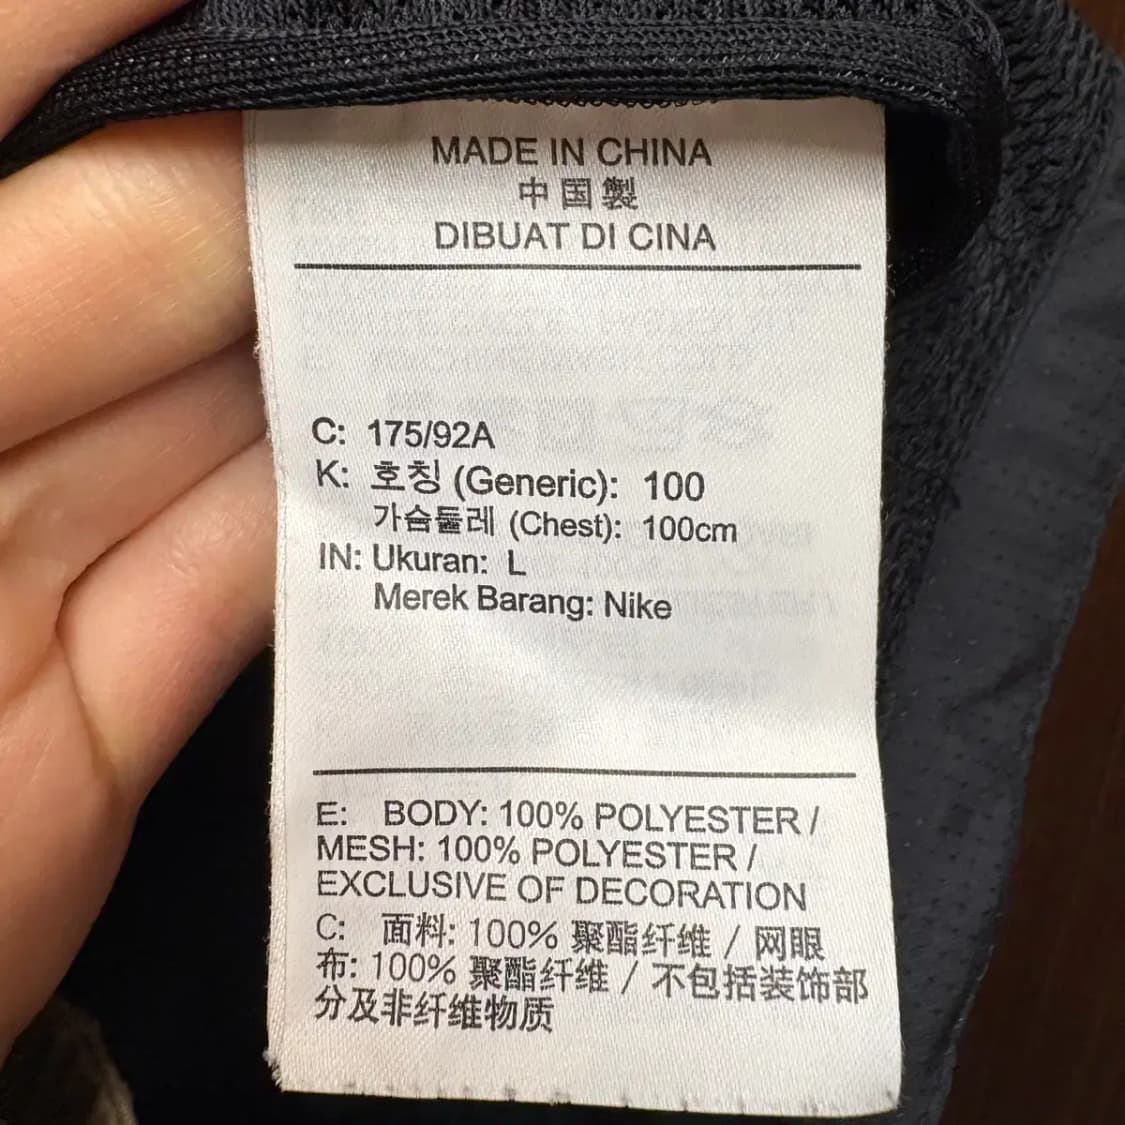 MADE IN CHINA
中国製
DIBUAT DI CINA
C: 175/92A
K: 호칭 (Generic): 100
가슴둘레 (Chest): 100cm
IN: Ukuran: L
Merek Barang: Nike
E: BODY: 100% POLYESTER /
MESH: 100% POLYESTER /
EXCLUSIVE OF DECORATION
C: 面料: 100% 聚酯纤维 / 网眼
布: 100% 聚酯纤维 / 不包括装饰部
分及非纤维物质